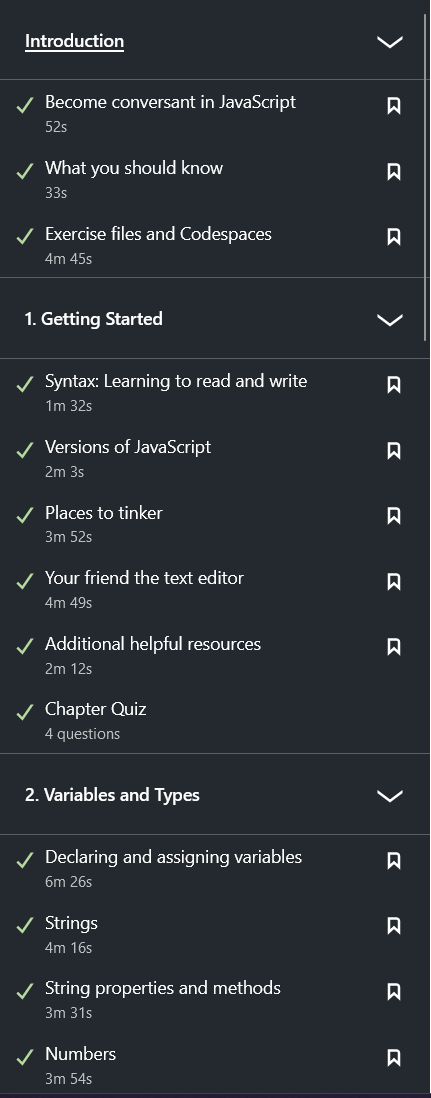 Introduction
Become conversant in JavaScript
52s
What you should know
33s
Exercise files and Codespaces
4m 45s
1. Getting Started
Syntax: Learning to read and write
1m 32s
Versions of JavaScript
2m 3s
Places to tinker
3m 52s
Your friend the text editor
4m 49s
Additional helpful resources
2m 12s
Chapter Quiz
4 questions
2. Variables and Types
Declaring and assigning variables
6m 26s
Strings
4m 16s
String properties and methods
3m 31s
Numbers
3m 54s